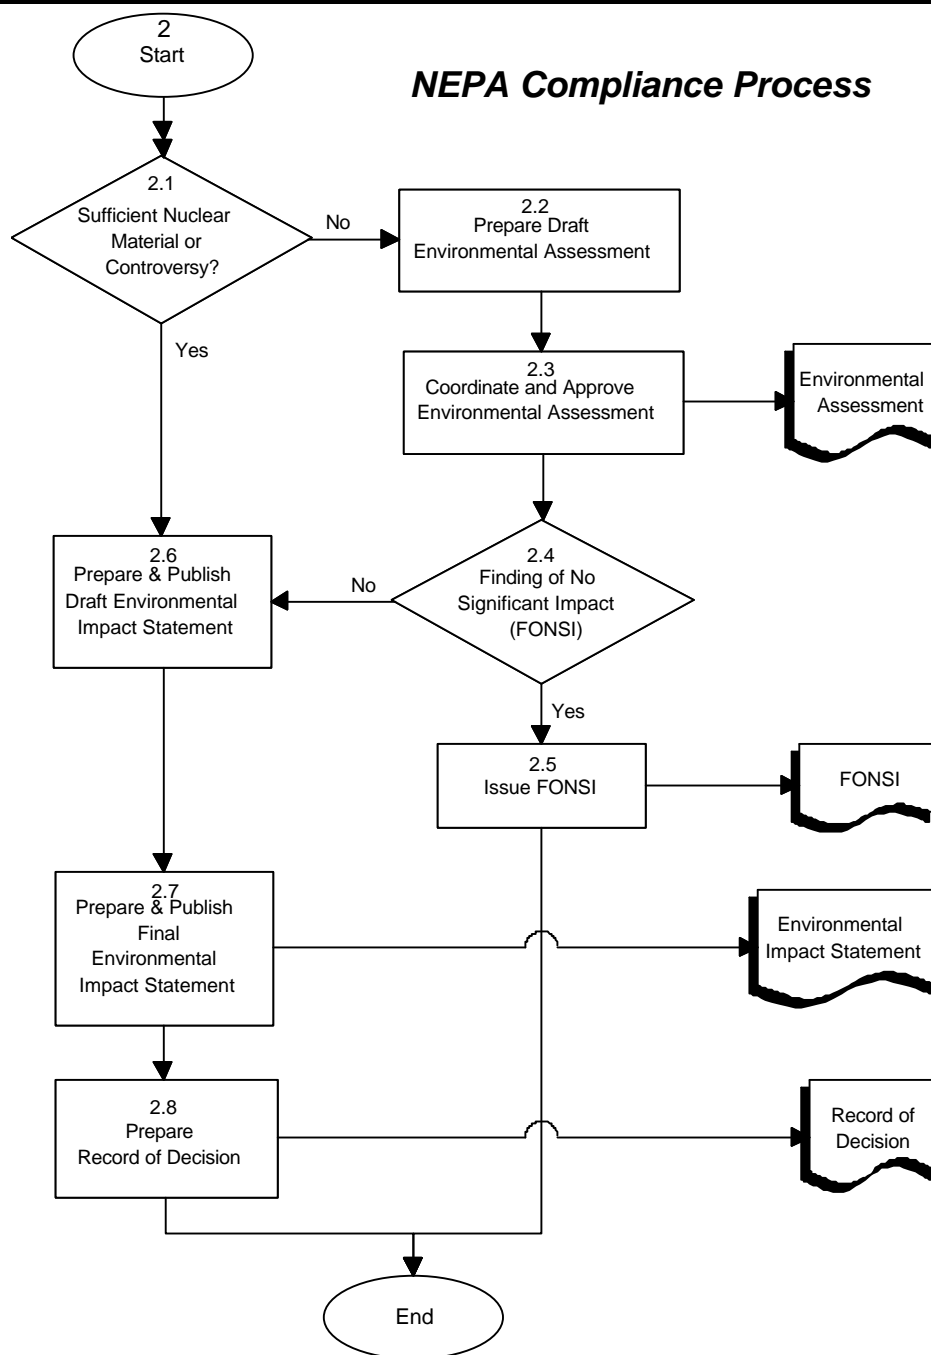 2
Start
NEPA Compliance Process
2.1
Sufficient Nuclear
Material or
Controversy?
No
2.2
Prepare Draft
Environmental Assessment
Yes
2.3
Coordinate and Approve
Environmental Assessment
Environmental
Assessment
2.4
Finding of No
Significant Impact
(FONSI)
No
2.6
Prepare & Publish
Draft Environmental
Impact Statement
Yes
2.5
Issue FONSI
FONSI
2.7
Prepare & Publish
Final
Environmental
Impact Statement
Environmental
Impact Statement
2.8
Prepare
Record of Decision
Record of
Decision
End